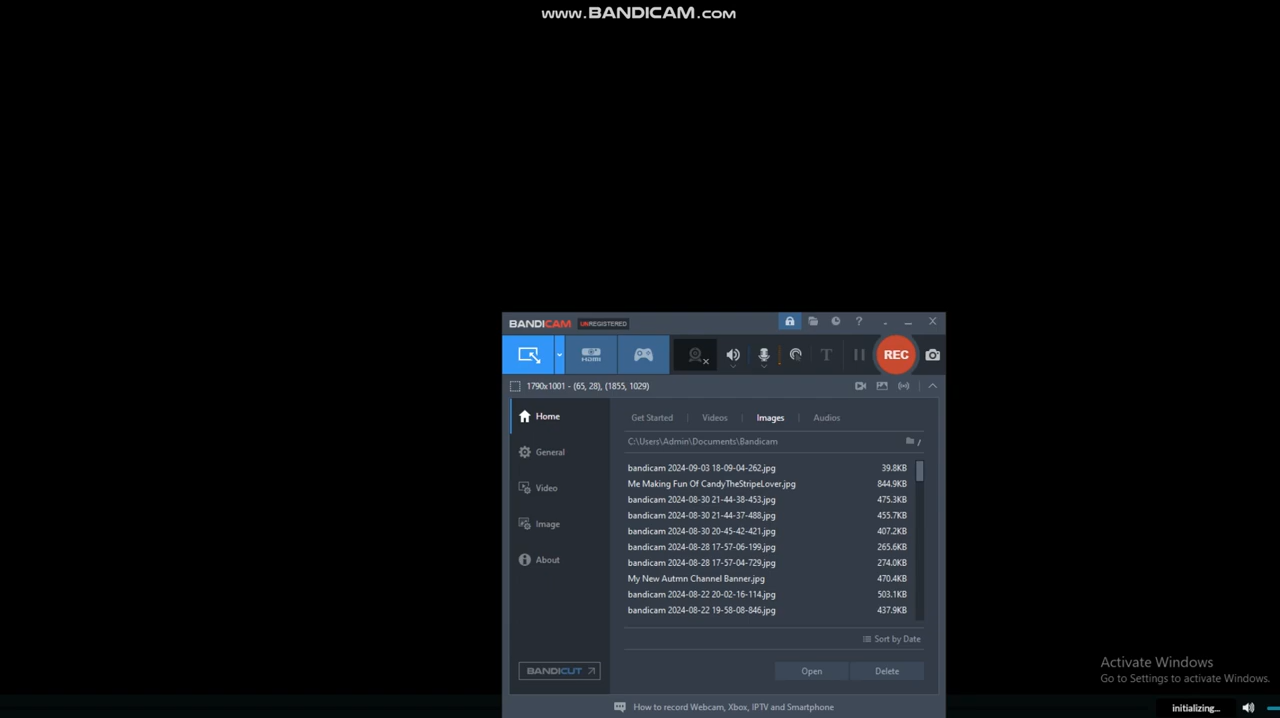 www.BANDICAM.com
BANDICAM UNREGISTERED ?
HDMI T REC
1790x1001 - (65, 28), (1855, 1029)
Home
General
Video
Image
About
BANDICUT
Get Started | Videos | Images | Audios
C:\Users\Admin\Documents\Bandicam
bandicam 2024-09-03 18-09-04-262.jpg 39.8KB
Me Making Fun Of CandyTheStripeLover.jpg 844.9KB
bandicam 2024-08-30 21-44-38-453.jpg 475.3KB
bandicam 2024-08-30 21-44-37-488.jpg 455.7KB
bandicam 2024-08-30 20-45-42-421.jpg 407.2KB
bandicam 2024-08-28 17-57-06-199.jpg 265.6KB
bandicam 2024-08-28 17-57-04-729.jpg 274.0KB
My New Autmn Channel Banner.jpg 470.4KB
bandicam 2024-08-22 20-02-16-114.jpg 503.1KB
bandicam 2024-08-22 19-58-08-846.jpg 437.9KB
Sort by Date
Open Delete
How to record Webcam, Xbox, IPTV and Smartphone
Activate Windows
Go to Settings to activate Windows.
initializing...